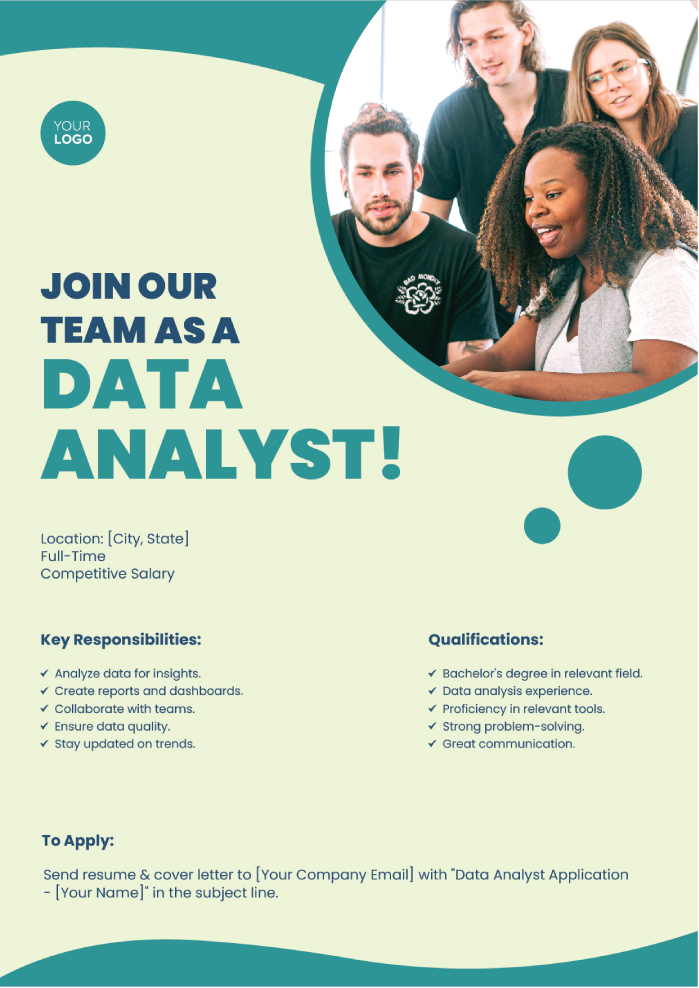 YOUR
LOGO
BAD MONDAY
JOIN OUR
TEAM AS A
DATA
ANALYST!
Location: [City, State]
Full-Time
Competitive Salary
Key Responsibilities:
✓ Analyze data for insights.
✓ Create reports and dashboards.
✓ Collaborate with teams.
✓ Ensure data quality.
✓ Stay updated on trends.
Qualifications:
✓ Bachelor's degree in relevant field.
✓ Data analysis experience.
✓ Proficiency in relevant tools.
✓ Strong problem-solving.
✓ Great communication.
To Apply:
Send resume & cover letter to [Your Company Email] with "Data Analyst Application
- [Your Name]" in the subject line.